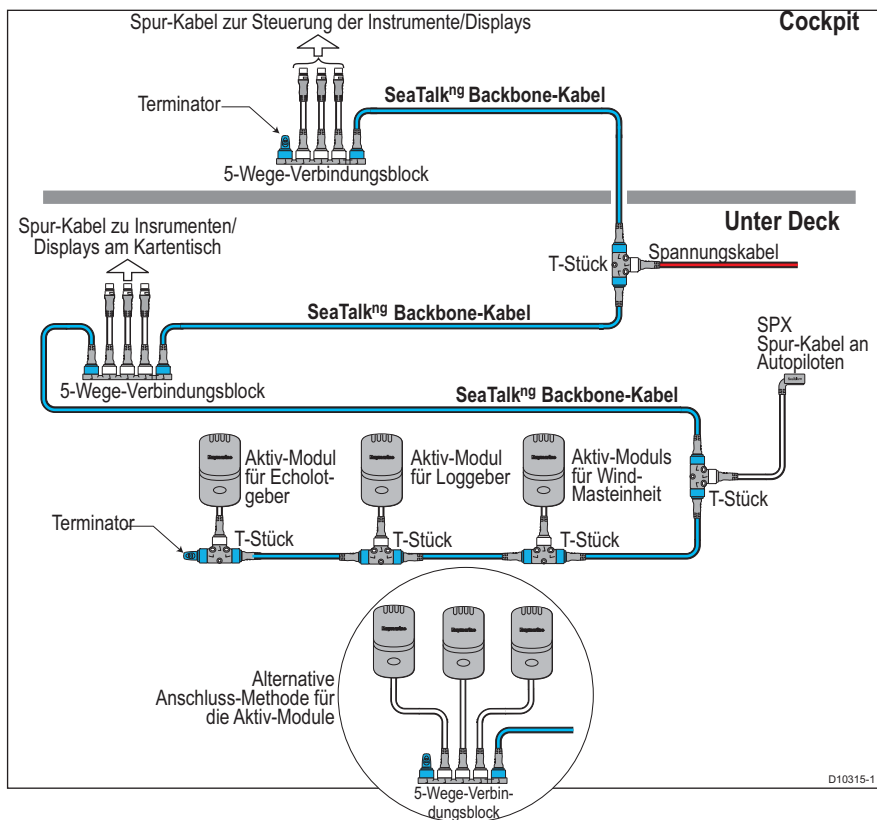 Spur-Kabel zur Steuerung der Instrumente/Displays
Cockpit
SeaTalkng Backbone-Kabel
Terminator
5-Wege-Verbindungsblock
Unter Deck
Spur-Kabel zu Insrumenten/
Displays am Kartentisch
T-Stück
Spannungskabel
SeaTalkng Backbone-Kabel
SPX
Spur-Kabel an
Autopiloten
5-Wege-Verbindungsblock
SeaTalkng Backbone-Kabel
Aktiv-Modul
für Echolot-
geber
Aktiv-Modul
für Loggeber
Aktiv-Moduls
für Wind-
Masteinheit
T-Stück
Terminator
T-Stück
T-Stück
T-Stück
Alternative
Anschluss-Methode für
die Aktiv-Module
5-Wege-Verbin-
dungsblock
D10315-1